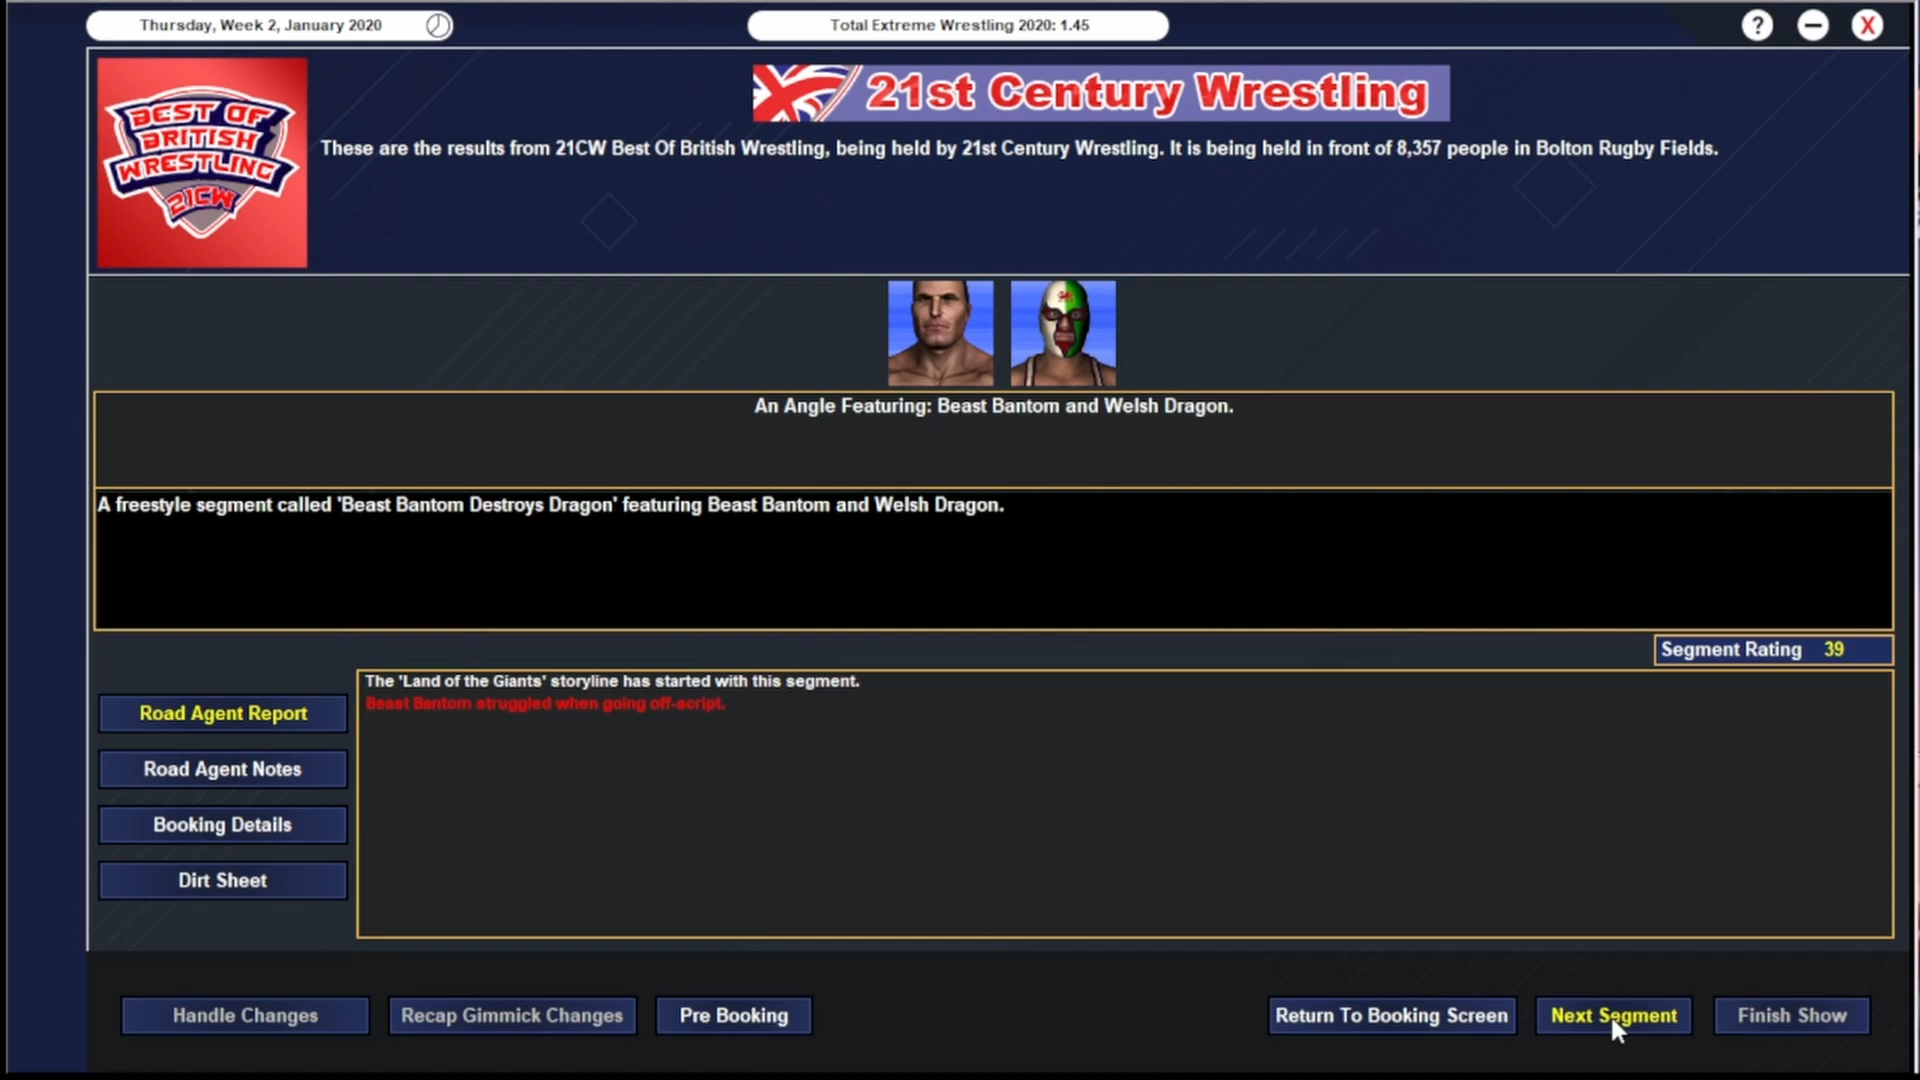 Thursday, Week 2, January 2020
Total Extreme Wrestling 2020: 1.45
?
X
BEST OF
BRITISH
WRESTLING
21CW
21st Century Wrestling
These are the results from 21CW Best Of British Wrestling, being held by 21st Century Wrestling. It is being held in front of 8,357 people in Bolton Rugby Fields.
An Angle Featuring: Beast Bantom and Welsh Dragon.
A freestyle segment called 'Beast Bantom Destroys Dragon' featuring Beast Bantom and Welsh Dragon.
Segment Rating 39
The 'Land of the Giants' storyline has started with this segment.
Beast Bantom struggled when going off-script.
Road Agent Report
Road Agent Notes
Booking Details
Dirt Sheet
Handle Changes
Recap Gimmick Changes
Pre Booking
Return To Booking Screen
Next Segment
Finish Show